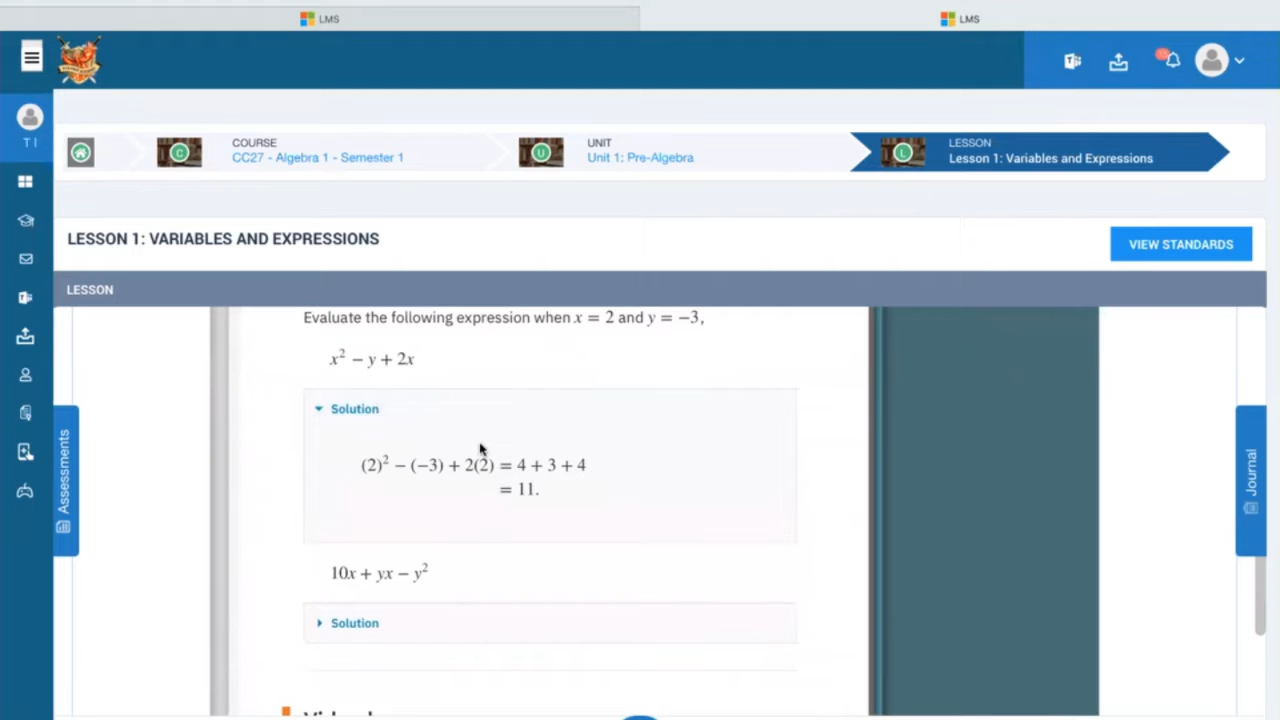 LMS
LMS
T I
COURSE
CC27 - Algebra 1 - Semester 1
UNIT
Unit 1: Pre-Algebra
LESSON
Lesson 1: Variables and Expressions
C
U
L
LESSON 1: VARIABLES AND EXPRESSIONS
VIEW STANDARDS
LESSON
Evaluate the following expression when x = 2 and y = −3,
x² − y + 2x
Solution
(2)² − (−3) + 2(2) = 4 + 3 + 4
= 11.
10x + yx − y²
Solution
Assessments
Journal